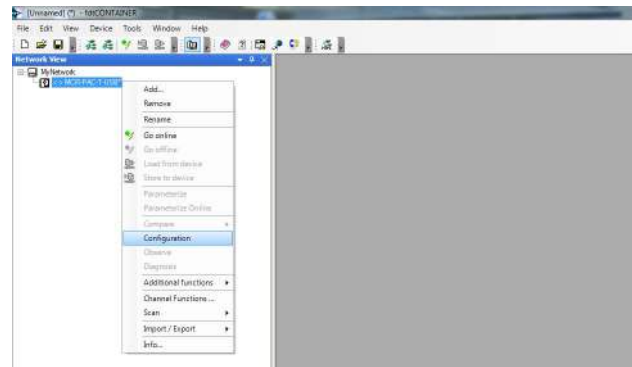 [Unnamed] (*) - fdtCONTAINER
File Edit View Device Tools Window Help
Network View
MyNetwork
Add...
Remove
Rename
Go online
Go offline
Load from device
Store to device
Parameterize
Parameterize Online
Compare
Configuration
Observe
Diagnosis
Additional functions
Channel Functions ...
Scan
Import / Export
Info...